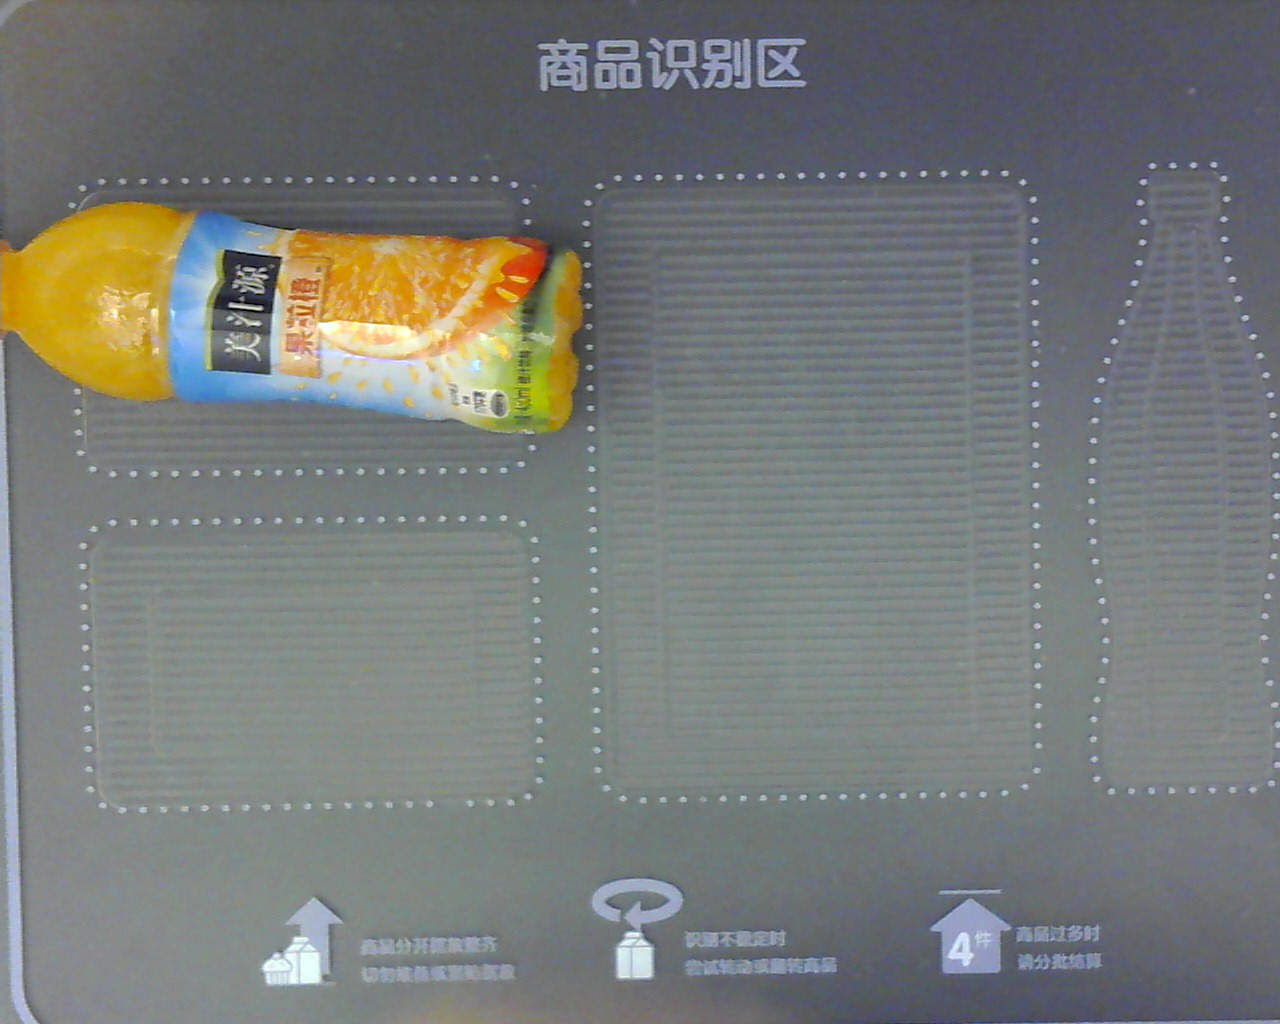 商品识别区
美汁源
果粒橙
商品分开摆放整齐
切勿堆叠或重贴放置
识别不稳定时
尝试转动或翻转商品
4件
商品过多时
请分批结算